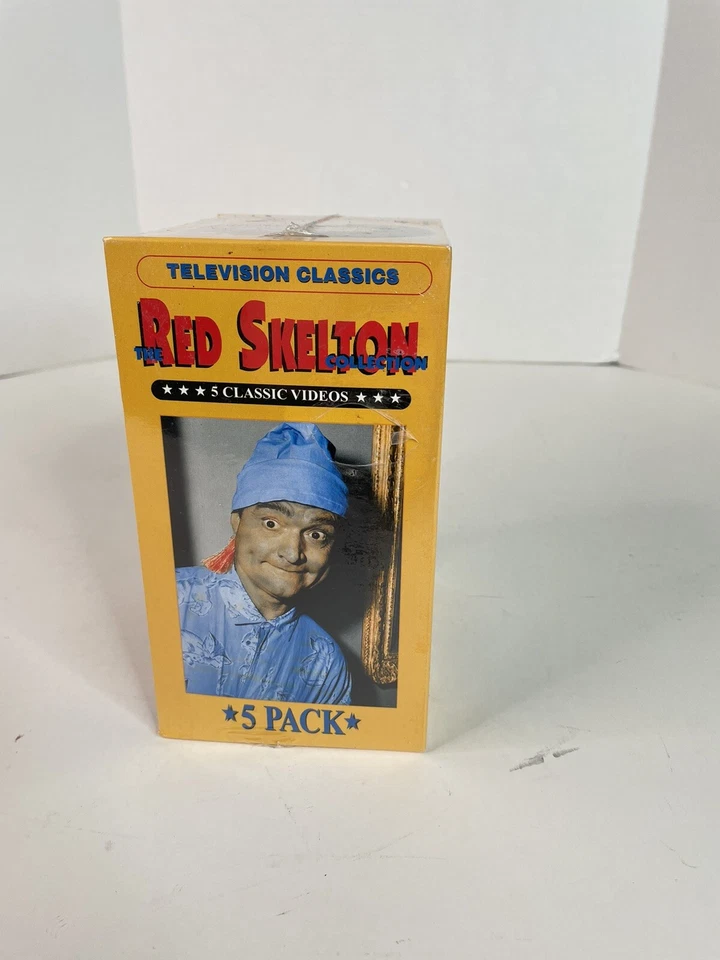 TELEVISION CLASSICS
THE RED SKELTON COLLECTION
★ ★ ★ 5 CLASSIC VIDEOS ★ ★ ★
★5 PACK★